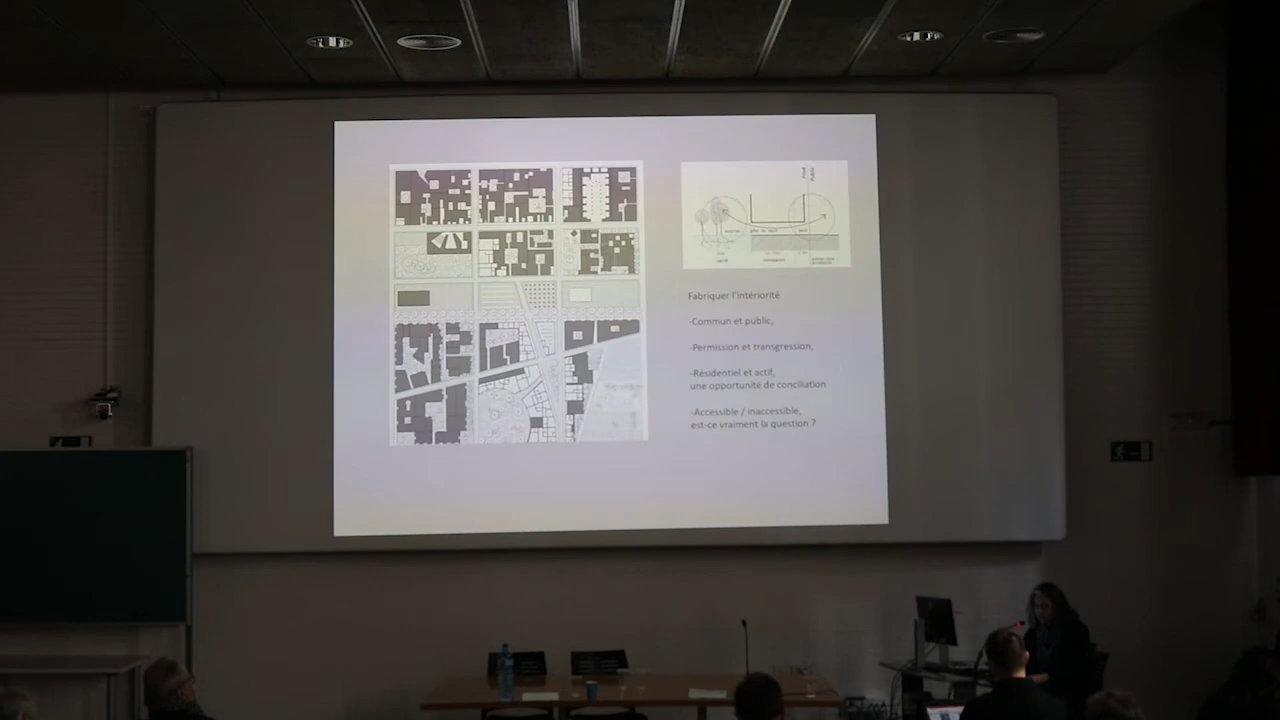 Fabriquer l'intériorité
-Commun et public,
-Permission et transgression,
-Résidentiel et actif,
une opportunité de conciliation
-Accessible / inaccessible,
est-ce vraiment la question ?